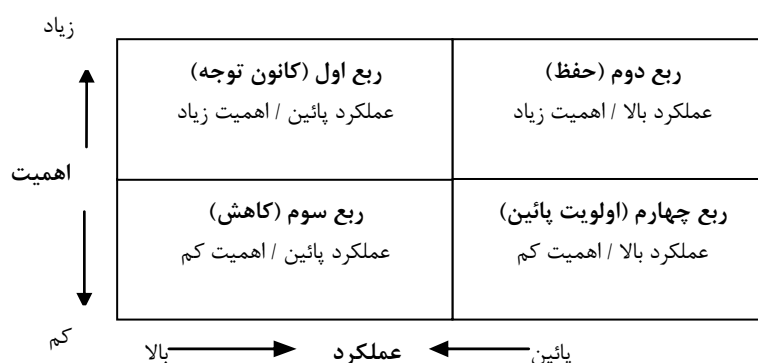 زیاد
ربع اول (کانون توجه)
عملکرد پائین / اهمیت زیاد
ربع دوم (حفظ)
عملکرد بالا / اهمیت زیاد
اهمیت
ربع سوم (کاهش)
عملکرد پائین / اهمیت کم
ربع چهارم (اولویت پائین)
عملکرد بالا / اهمیت کم
کم
بالا عملکرد پائین